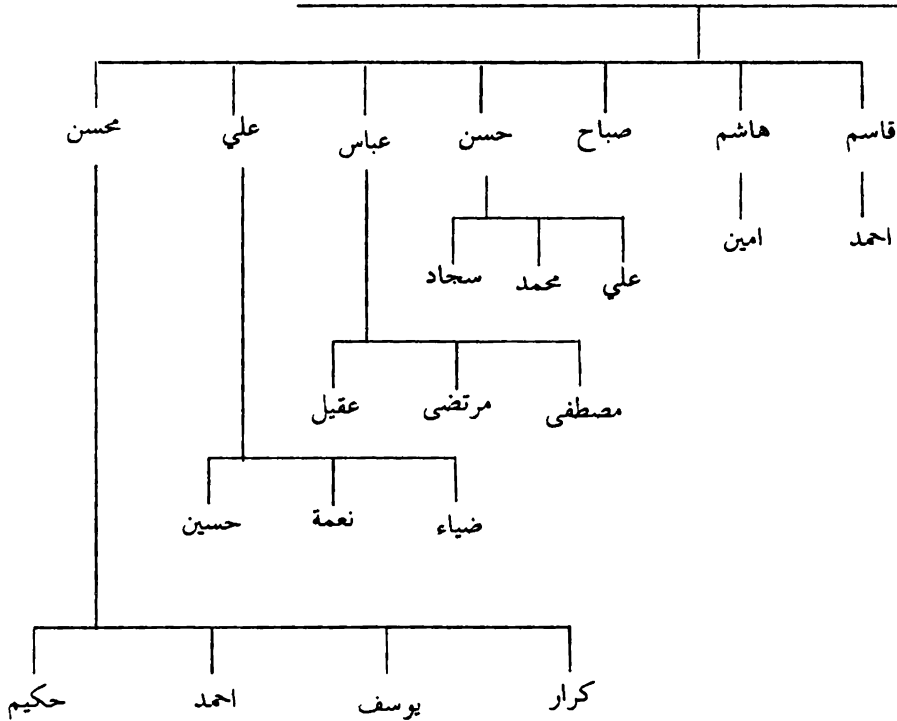 قاسم هاشم صباح حسن عباس علي محسن
احمد امين
علي محمد سجاد
مصطفى مرتضى عقيل
ضياء نعمة حسين
كرار يوسف احمد حكيم